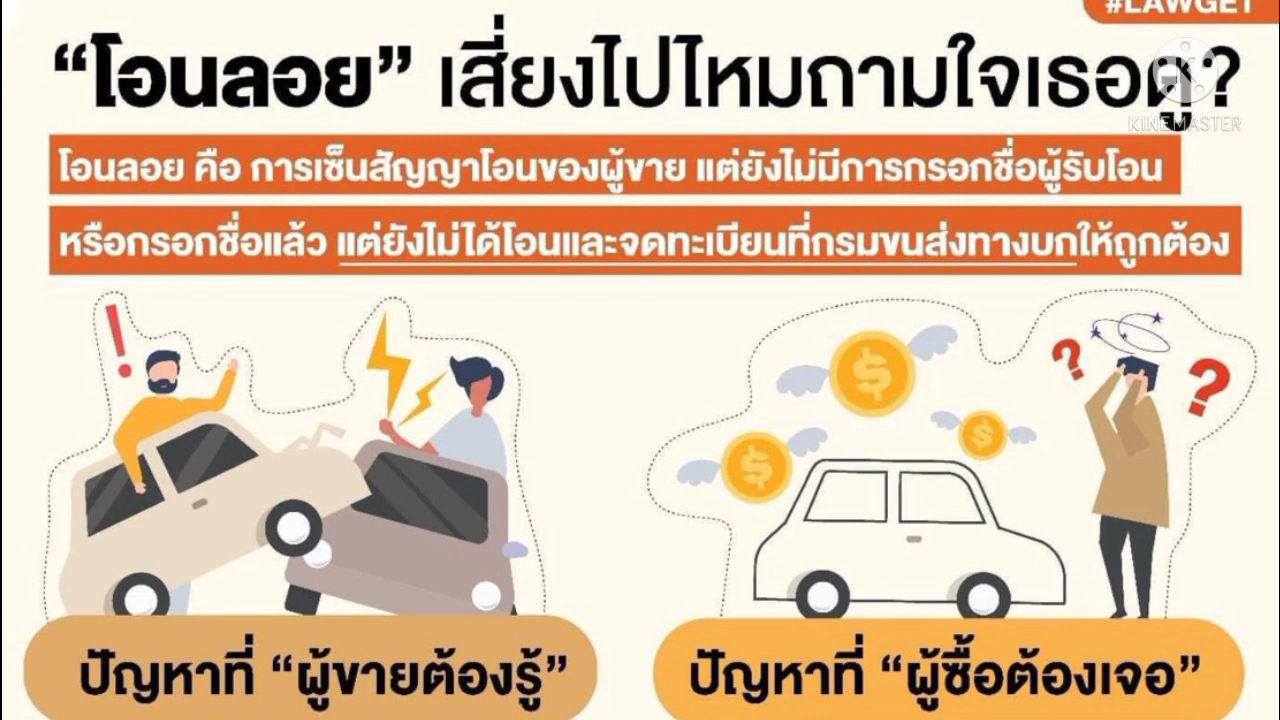 #LAWGET
“โอนลอย” เสี่ยงไปไหมถามใจเธอดู?
KINEMASTER
โอนลอย คือ การเซ็นสัญญาโอนของผู้ขาย แต่ยังไม่มีการกรอกชื่อผู้รับโอน
หรือกรอกชื่อแล้ว แต่ยังไม่ได้โอนและจดทะเบียนที่กรมขนส่งทางบกให้ถูกต้อง
ปัญหาที่ “ผู้ขายต้องรู้”
ปัญหาที่ “ผู้ซื้อต้องเจอ”